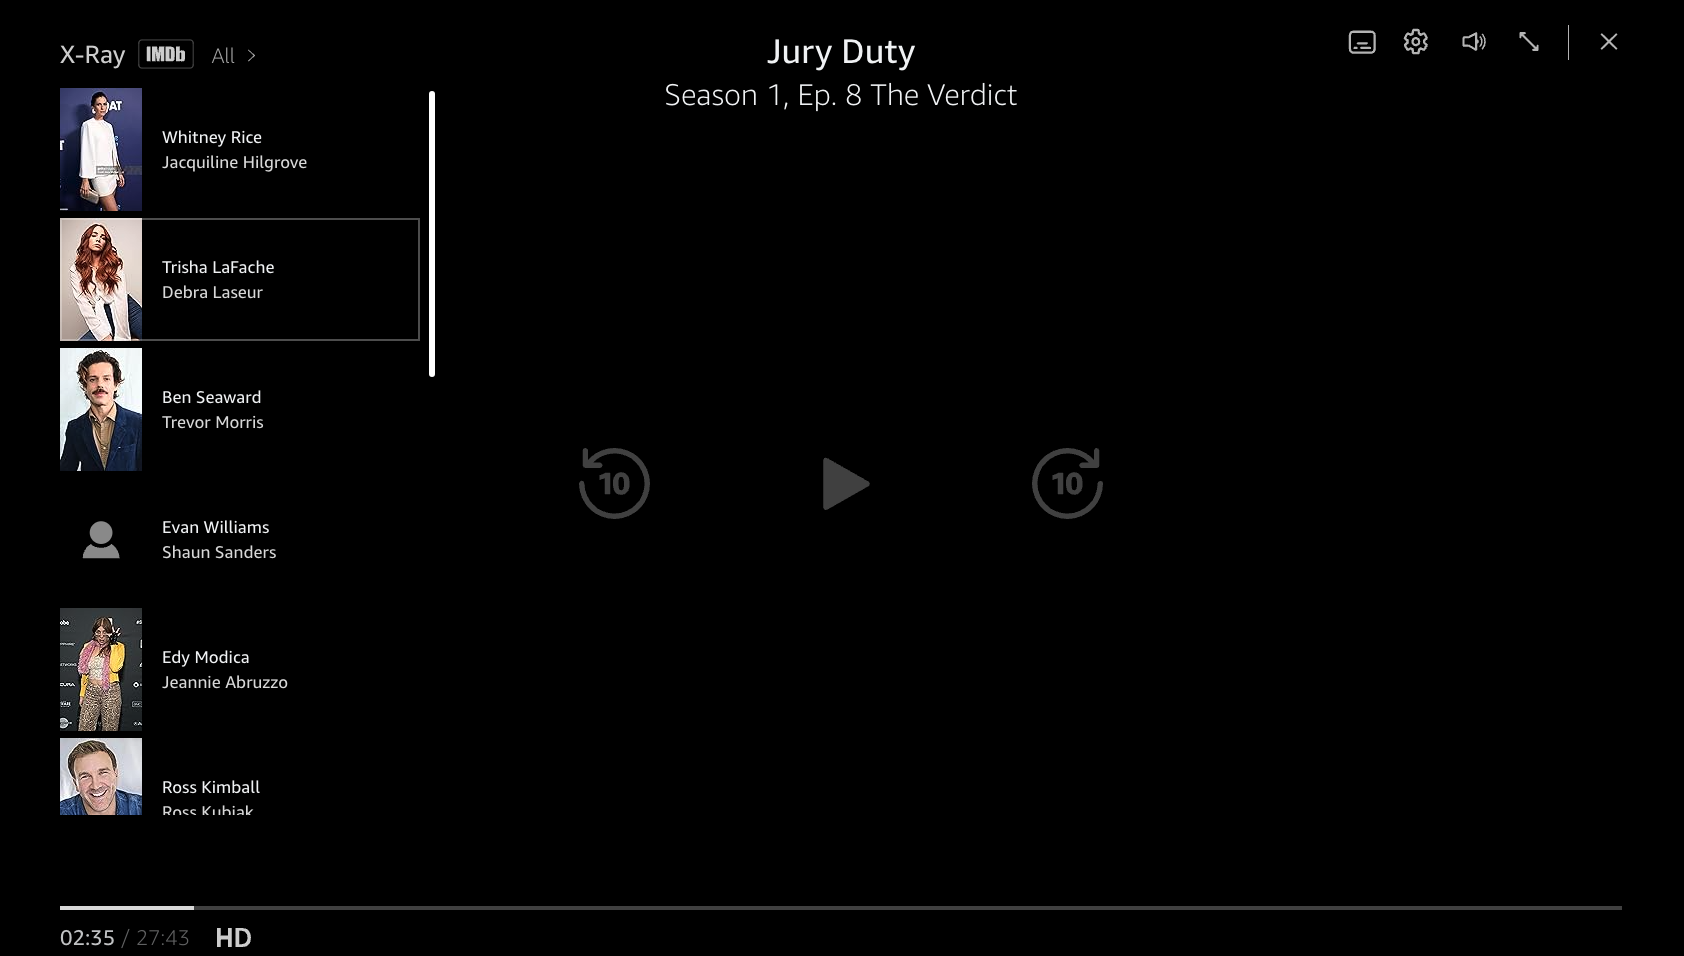 X-Ray IMDb All >
Jury Duty
Season 1, Ep. 8 The Verdict
Whitney Rice
Jacquiline Hilgrove
Trisha LaFache
Debra Laseur
Ben Seaward
Trevor Morris
Evan Williams
Shaun Sanders
Edy Modica
Jeannie Abruzzo
Ross Kimball
Ross Kubiak
10
10
02:35 / 27:43 HD